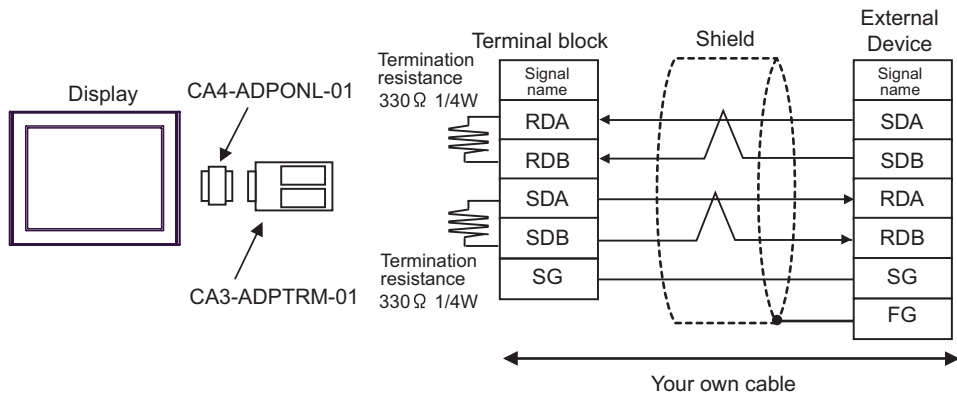 Display
CA4-ADPONL-01
CA3-ADPTRM-01
Termination
resistance
330Ω 1/4W
Termination
resistance
330Ω 1/4W
Terminal block
Signal
name
RDA
RDB
SDA
SDB
SG
Shield
External
Device
Signal
name
SDA
SDB
RDA
RDB
SG
FG
Your own cable